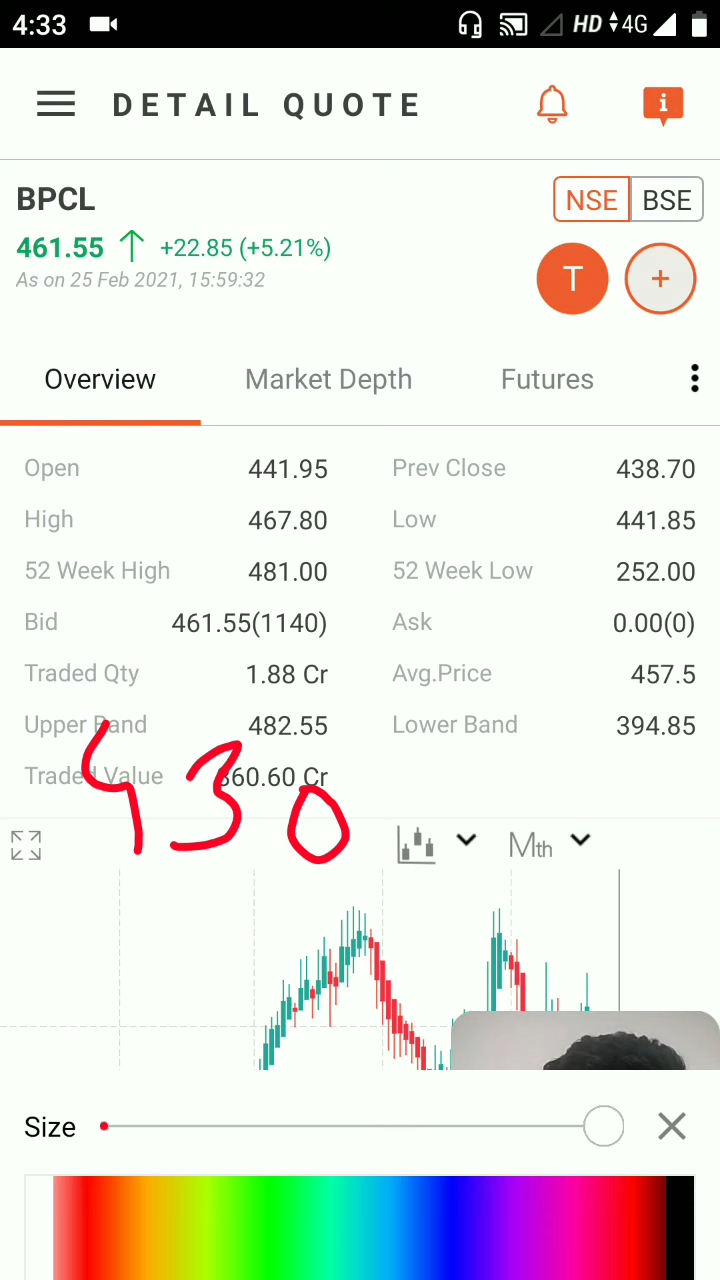 4:33 HD 4G
DETAIL QUOTE
BPCL NSE BSE
461.55 +22.85 (+5.21%)
As on 25 Feb 2021, 15:59:32
T +
Overview Market Depth Futures
Open 441.95 Prev Close 438.70
High 467.80 Low 441.85
52 Week High 481.00 52 Week Low 252.00
Bid 461.55(1140) Ask 0.00(0)
Traded Qty 1.88 Cr Avg.Price 457.5
Upper Band 482.55 Lower Band 394.85
Traded Value 860.60 Cr
430
Mth
Size